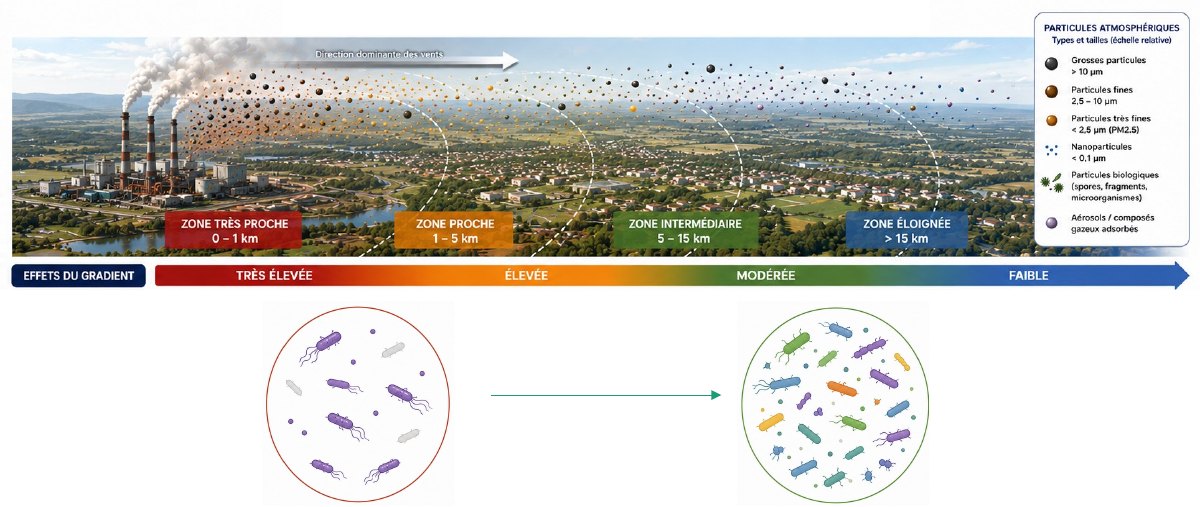 Direction dominante des vents
PARTICULES ATMOSPHÉRIQUES
Types et tailles (échelle relative)
Grosses particules
> 10 µm
Particules fines
2,5 – 10 µm
Particules très fines
< 2,5 µm (PM2.5)
Nanoparticules
< 0,1 µm
Particules biologiques
(spores, fragments,
microorganismes)
Aérosols / composés
gazeux adsorbés
ZONE TRÈS PROCHE
0 – 1 km
ZONE PROCHE
1 – 5 km
ZONE INTERMÉDIAIRE
5 – 15 km
ZONE ÉLOIGNÉE
> 15 km
EFFETS DU GRADIENT
TRÈS ÉLEVÉE
ÉLEVÉE
MODÉRÉE
FAIBLE